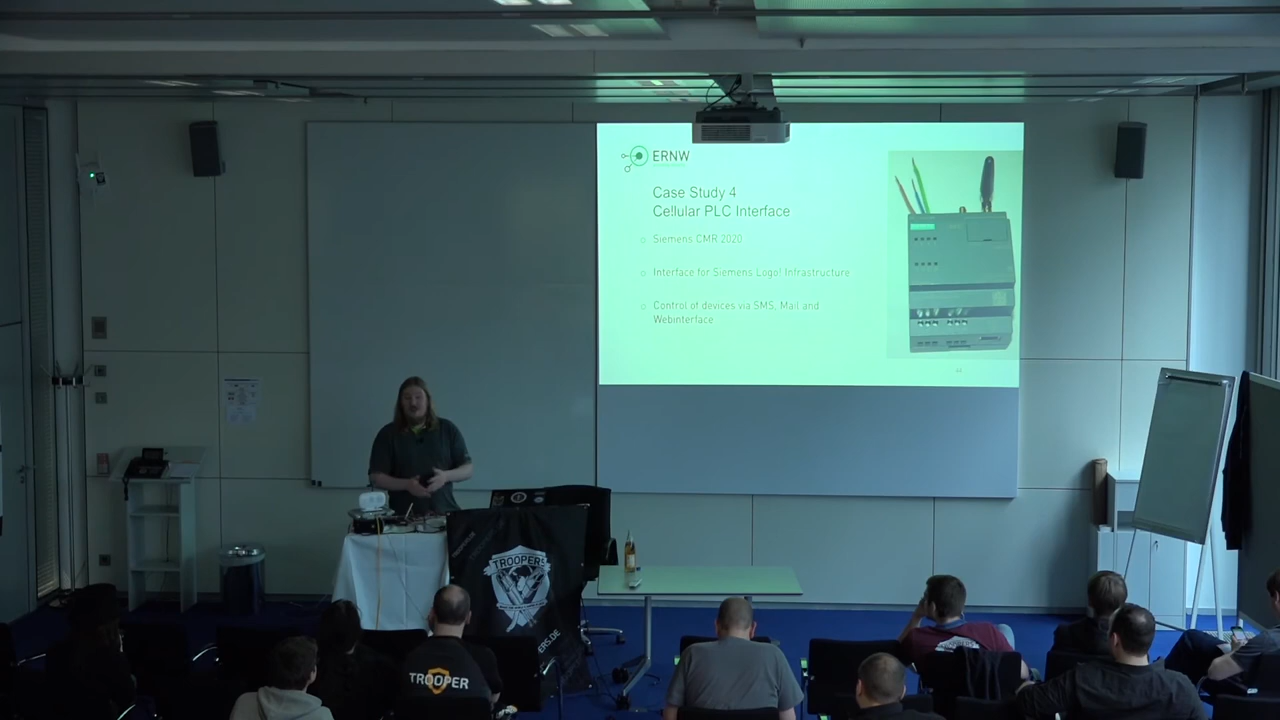 ERNW
Case Study 4
Cellular PLC Interface
Siemens CMR 2020
Interface for Siemens Logo! Infrastructure
Control of devices via SMS, Mail and
Webinterface
TROOPERS
TROOPER